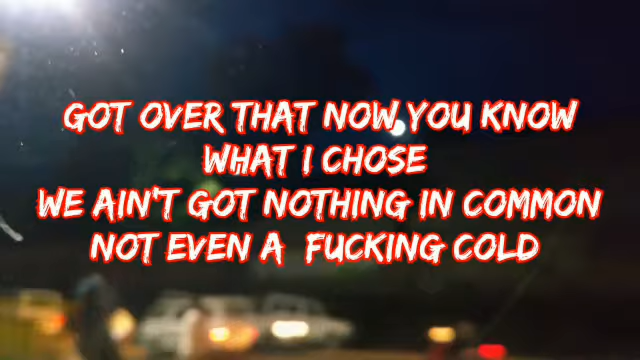 GOT OVER THAT NOW YOU KNOW
WHAT I CHOSE
WE AIN'T GOT NOTHING IN COMMON
NOT EVEN A FUCKING COLD